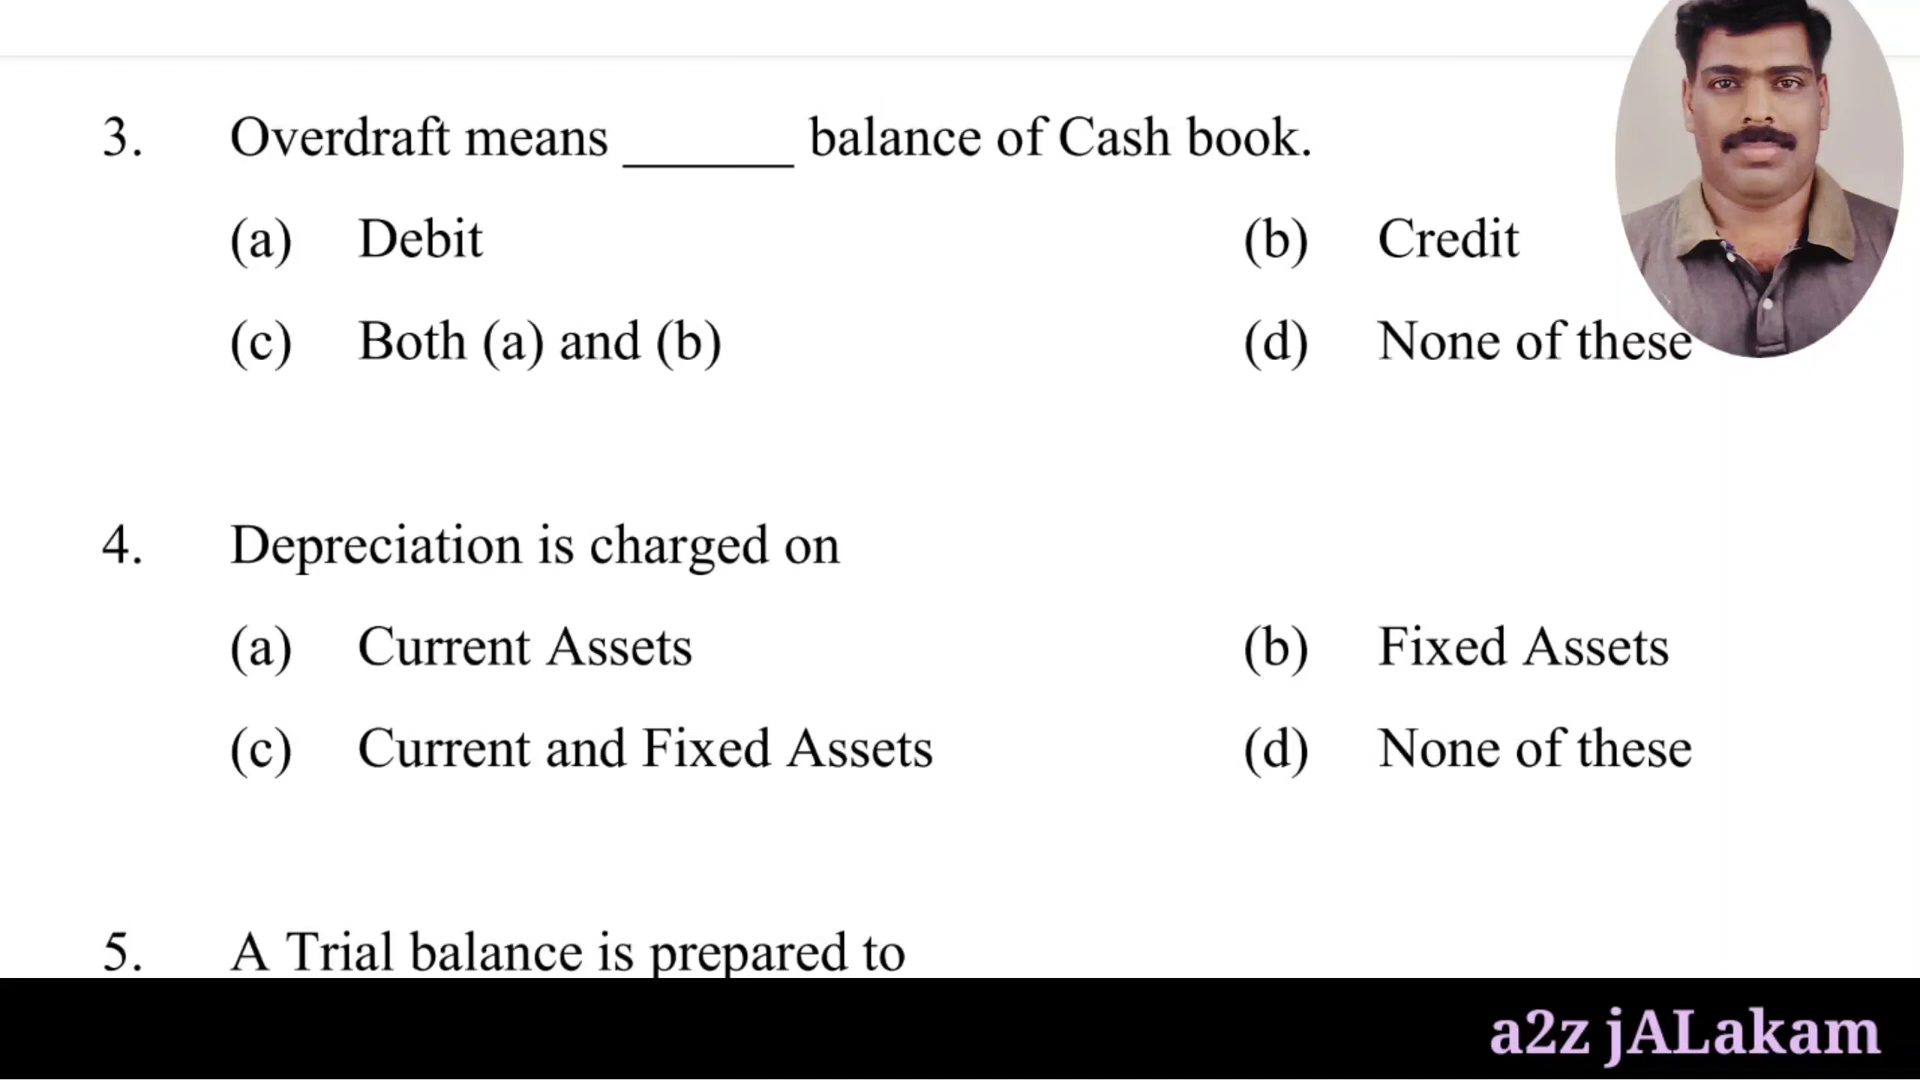 3. Overdraft means ______ balance of Cash book.
(a) Debit (b) Credit
(c) Both (a) and (b) (d) None of these
4. Depreciation is charged on
(a) Current Assets (b) Fixed Assets
(c) Current and Fixed Assets (d) None of these
5. A Trial balance is prepared to
a2z jALakam